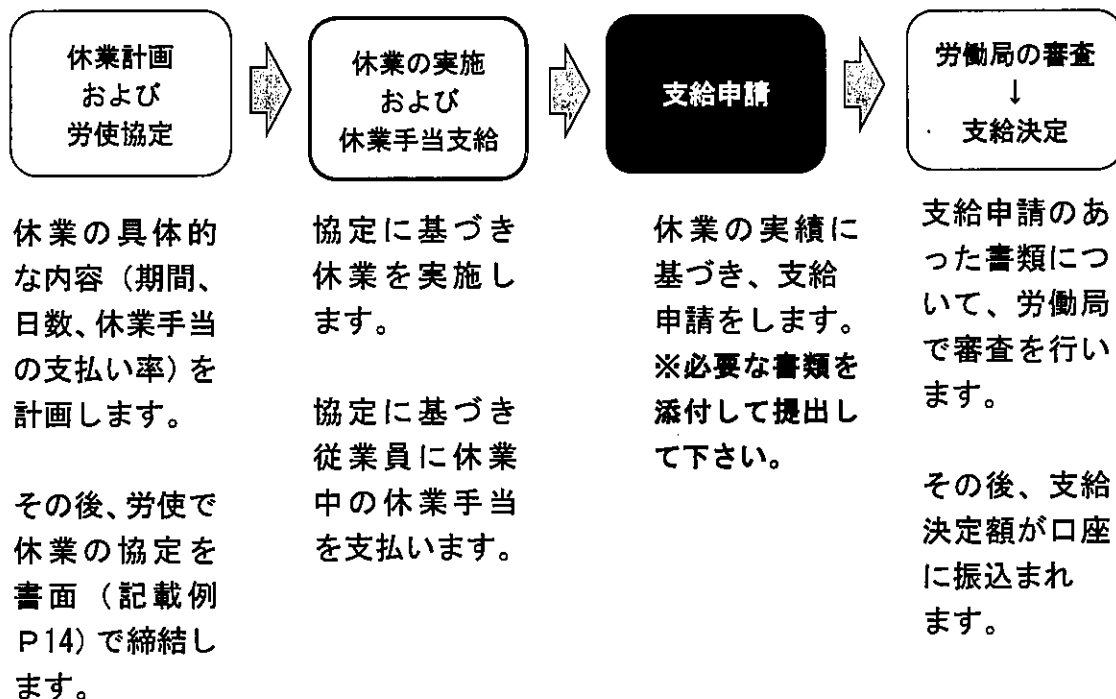 休業計画
および
労使協定
休業の実施
および
休業手当支給
支給申請
労働局の審査
↓
支給決定
休業の具体的
な内容（期間、
日数、休業手当
の支払い率）を
計画します。
その後、労使で
休業の協定を
書面（記載例
Ｐ14）で締結し
ます。
協定に基づき
休業を実施し
ます。
協定に基づき
従業員に休業
中の休業手当
を支払います。
休業の実績に
基づき、支給
申請をします。
※必要な書類を
添付して提出し
て下さい。
支給申請のあ
った書類につ
いて、労働局
で審査を行い
ます。
その後、支給
決定額が口座
に振込まれ
ます。